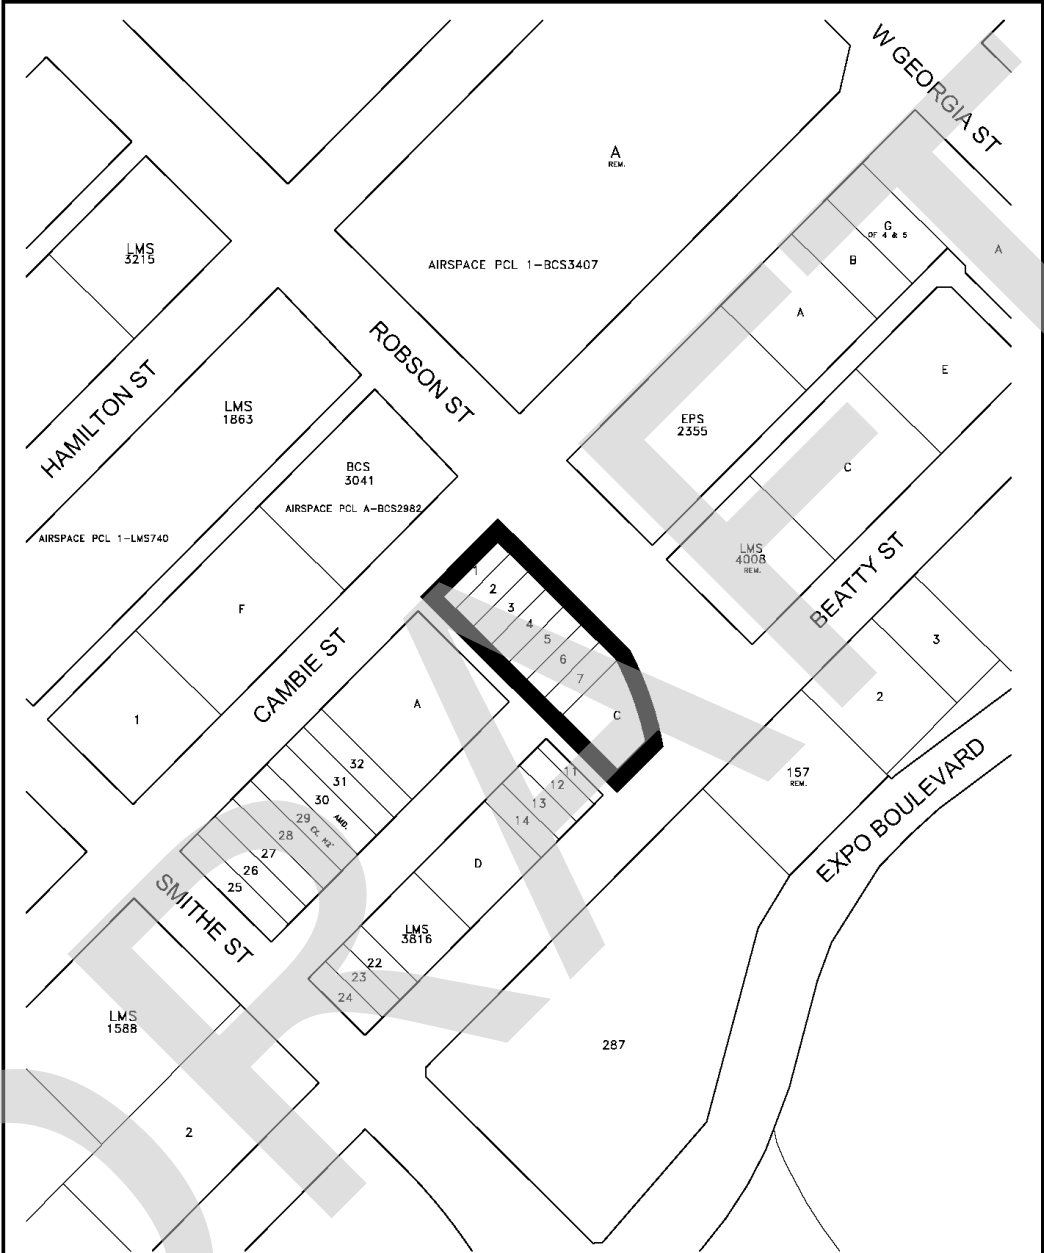 W GEORGIA ST
A
REM.
G
OF 4 & 5
A
LMS
3215
B
AIRSPACE PCL 1-BCS3407
A
ROBSON ST
E
HAMILTON ST
LMS
1863
EPS
2355
BCS
3041
C
AIRSPACE PCL A-BCS2982
AIRSPACE PCL 1-LMS740
LMS
4008
REM.
BEATTY ST
1
2
3
4
5
6
7
C
F
3
2
CAMBIE ST
A
1
157
REM.
EXPO BOULEVARD
32
31
30
AMD.
29
EX. N2'
28
27
26
25
11
12
13
14
D
SMITHE ST
LMS
3816
22
23
24
LMS
1588
287
2
DRAFT